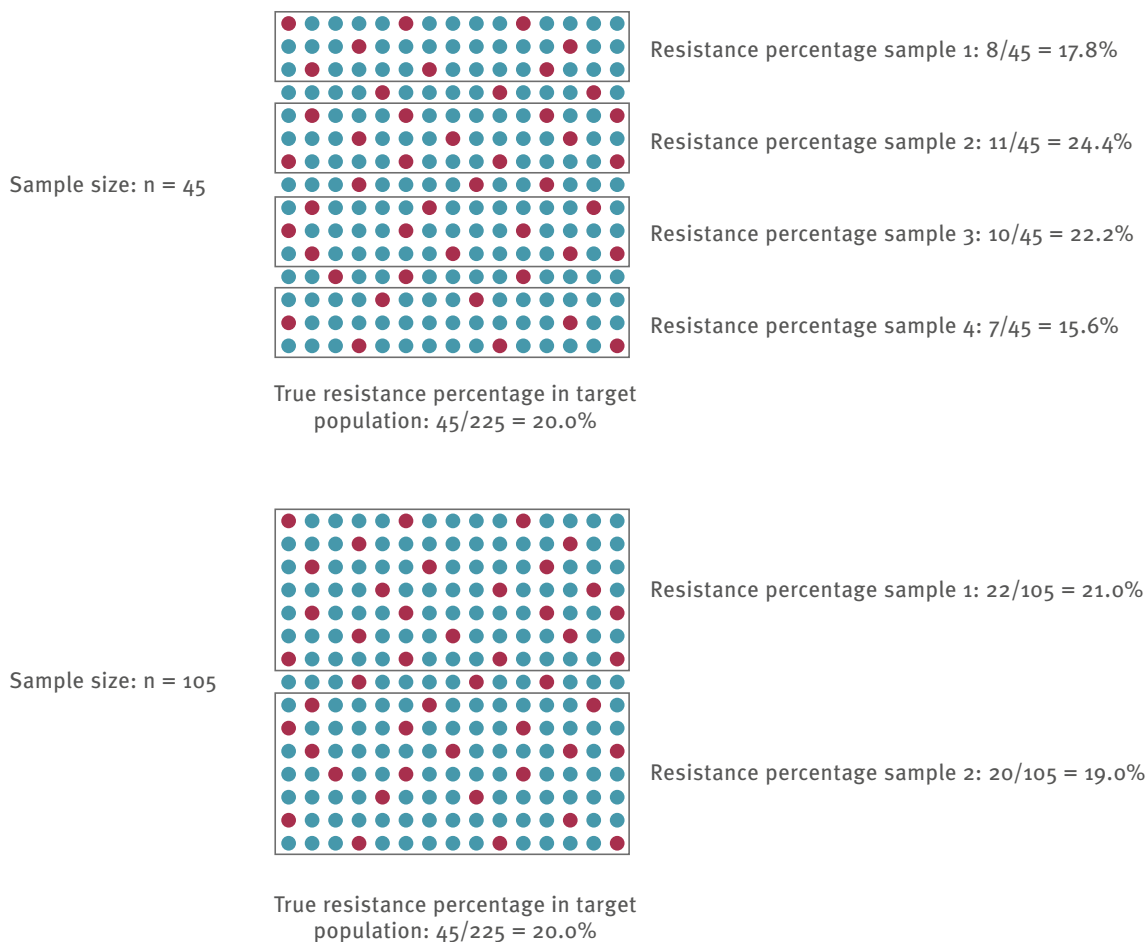 Resistance percentage sample 1: 8/45 = 17.8%
Resistance percentage sample 2: 11/45 = 24.4%
Sample size: n = 45
Resistance percentage sample 3: 10/45 = 22.2%
Resistance percentage sample 4: 7/45 = 15.6%
True resistance percentage in target
population: 45/225 = 20.0%
Resistance percentage sample 1: 22/105 = 21.0%
Sample size: n = 105
Resistance percentage sample 2: 20/105 = 19.0%
True resistance percentage in target
population: 45/225 = 20.0%